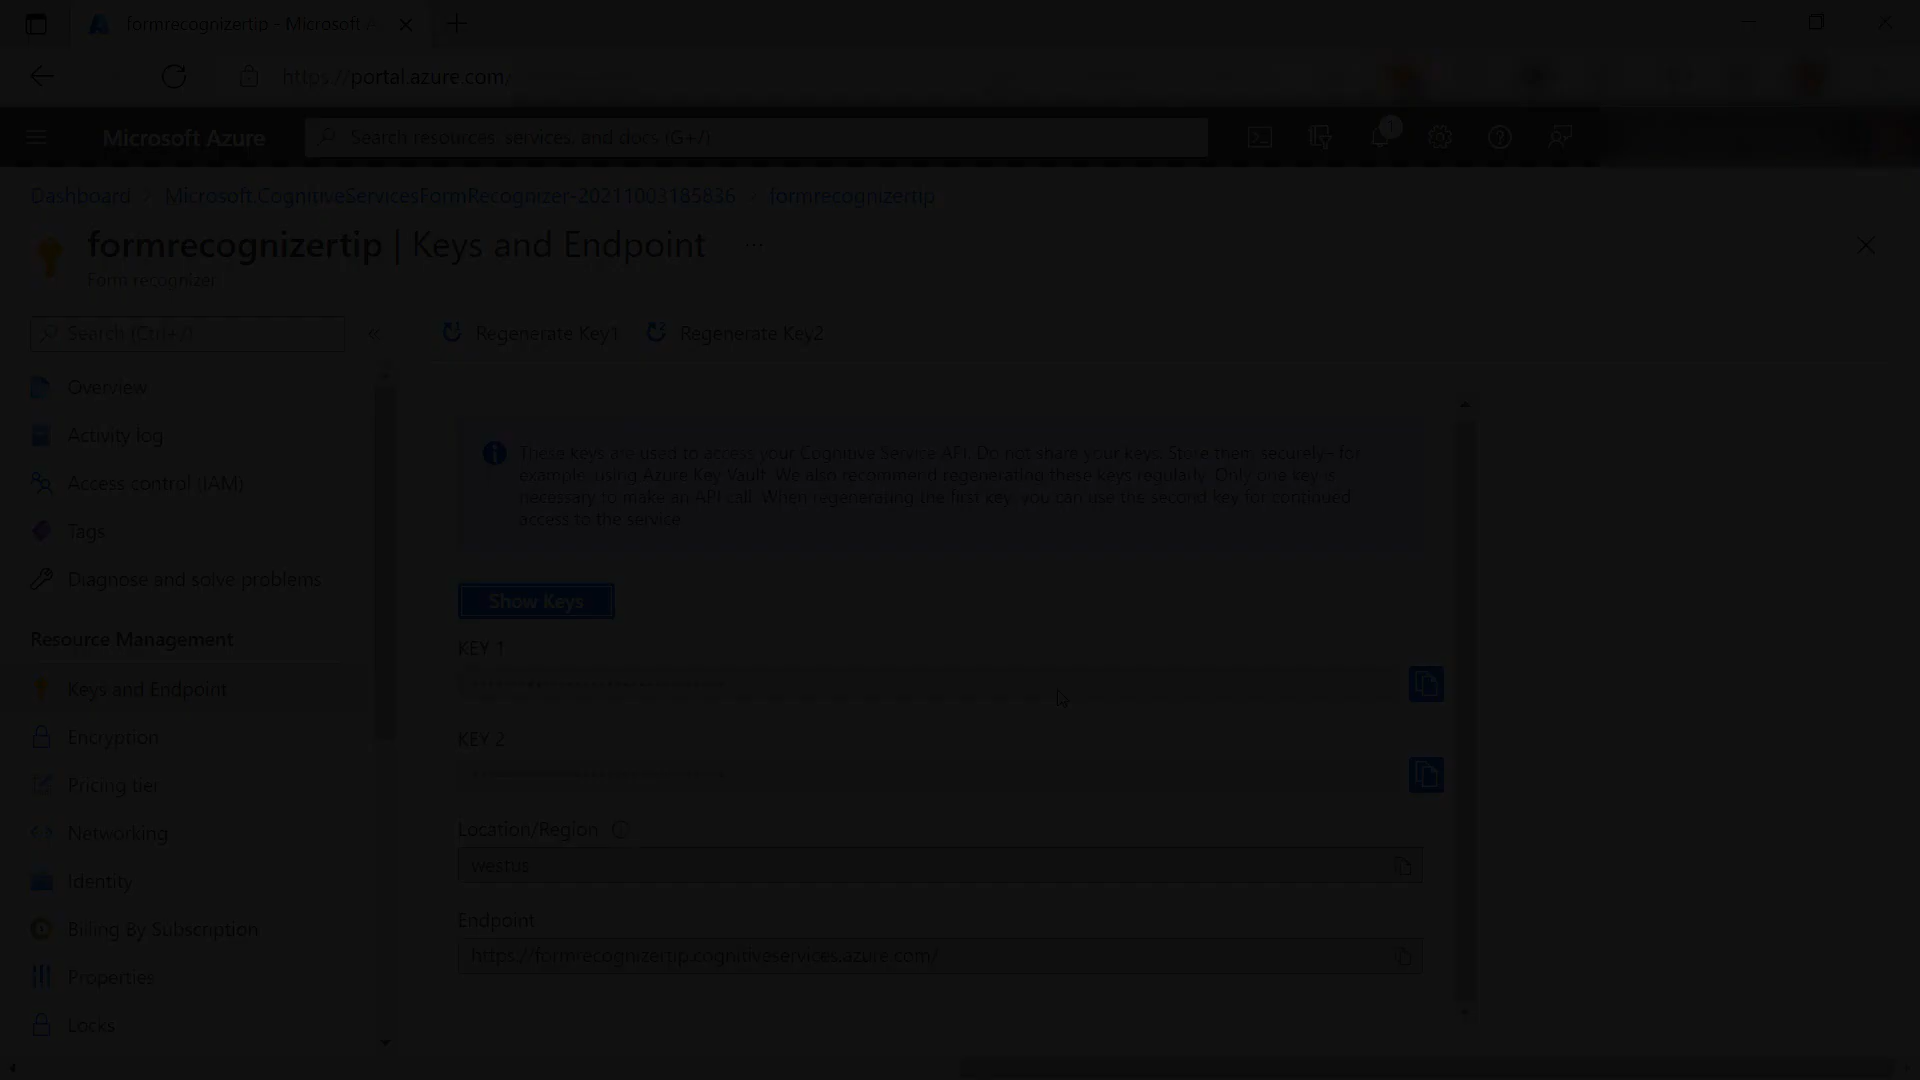 formrecognizertip - Microsoft A
https://portal.azure.com/
Microsoft Azure
Search resources, services, and docs (G+/)
1
Dashboard
Microsoft.CognitiveServicesFormRecognizer-20211003185836
formrecognizertip
formrecognizertip | Keys and Endpoint
...
Form recognizer
Search (Ctrl+/)
«
Regenerate Key1
Regenerate Key2
Overview
Activity log
Access control (IAM)
Tags
Diagnose and solve problems
Resource Management
Keys and Endpoint
Encryption
Pricing tier
Networking
Identity
Billing By Subscription
Properties
Locks
These keys are used to access your Cognitive Service API. Do not share your keys. Store them securely– for
example, using Azure Key Vault. We also recommend regenerating these keys regularly. Only one key is
necessary to make an API call. When regenerating the first key, you can use the second key for continued
access to the service.
Show Keys
KEY 1
KEY 2
Location/Region
westus
Endpoint
https://formrecognizertip.cognitiveservices.azure.com/